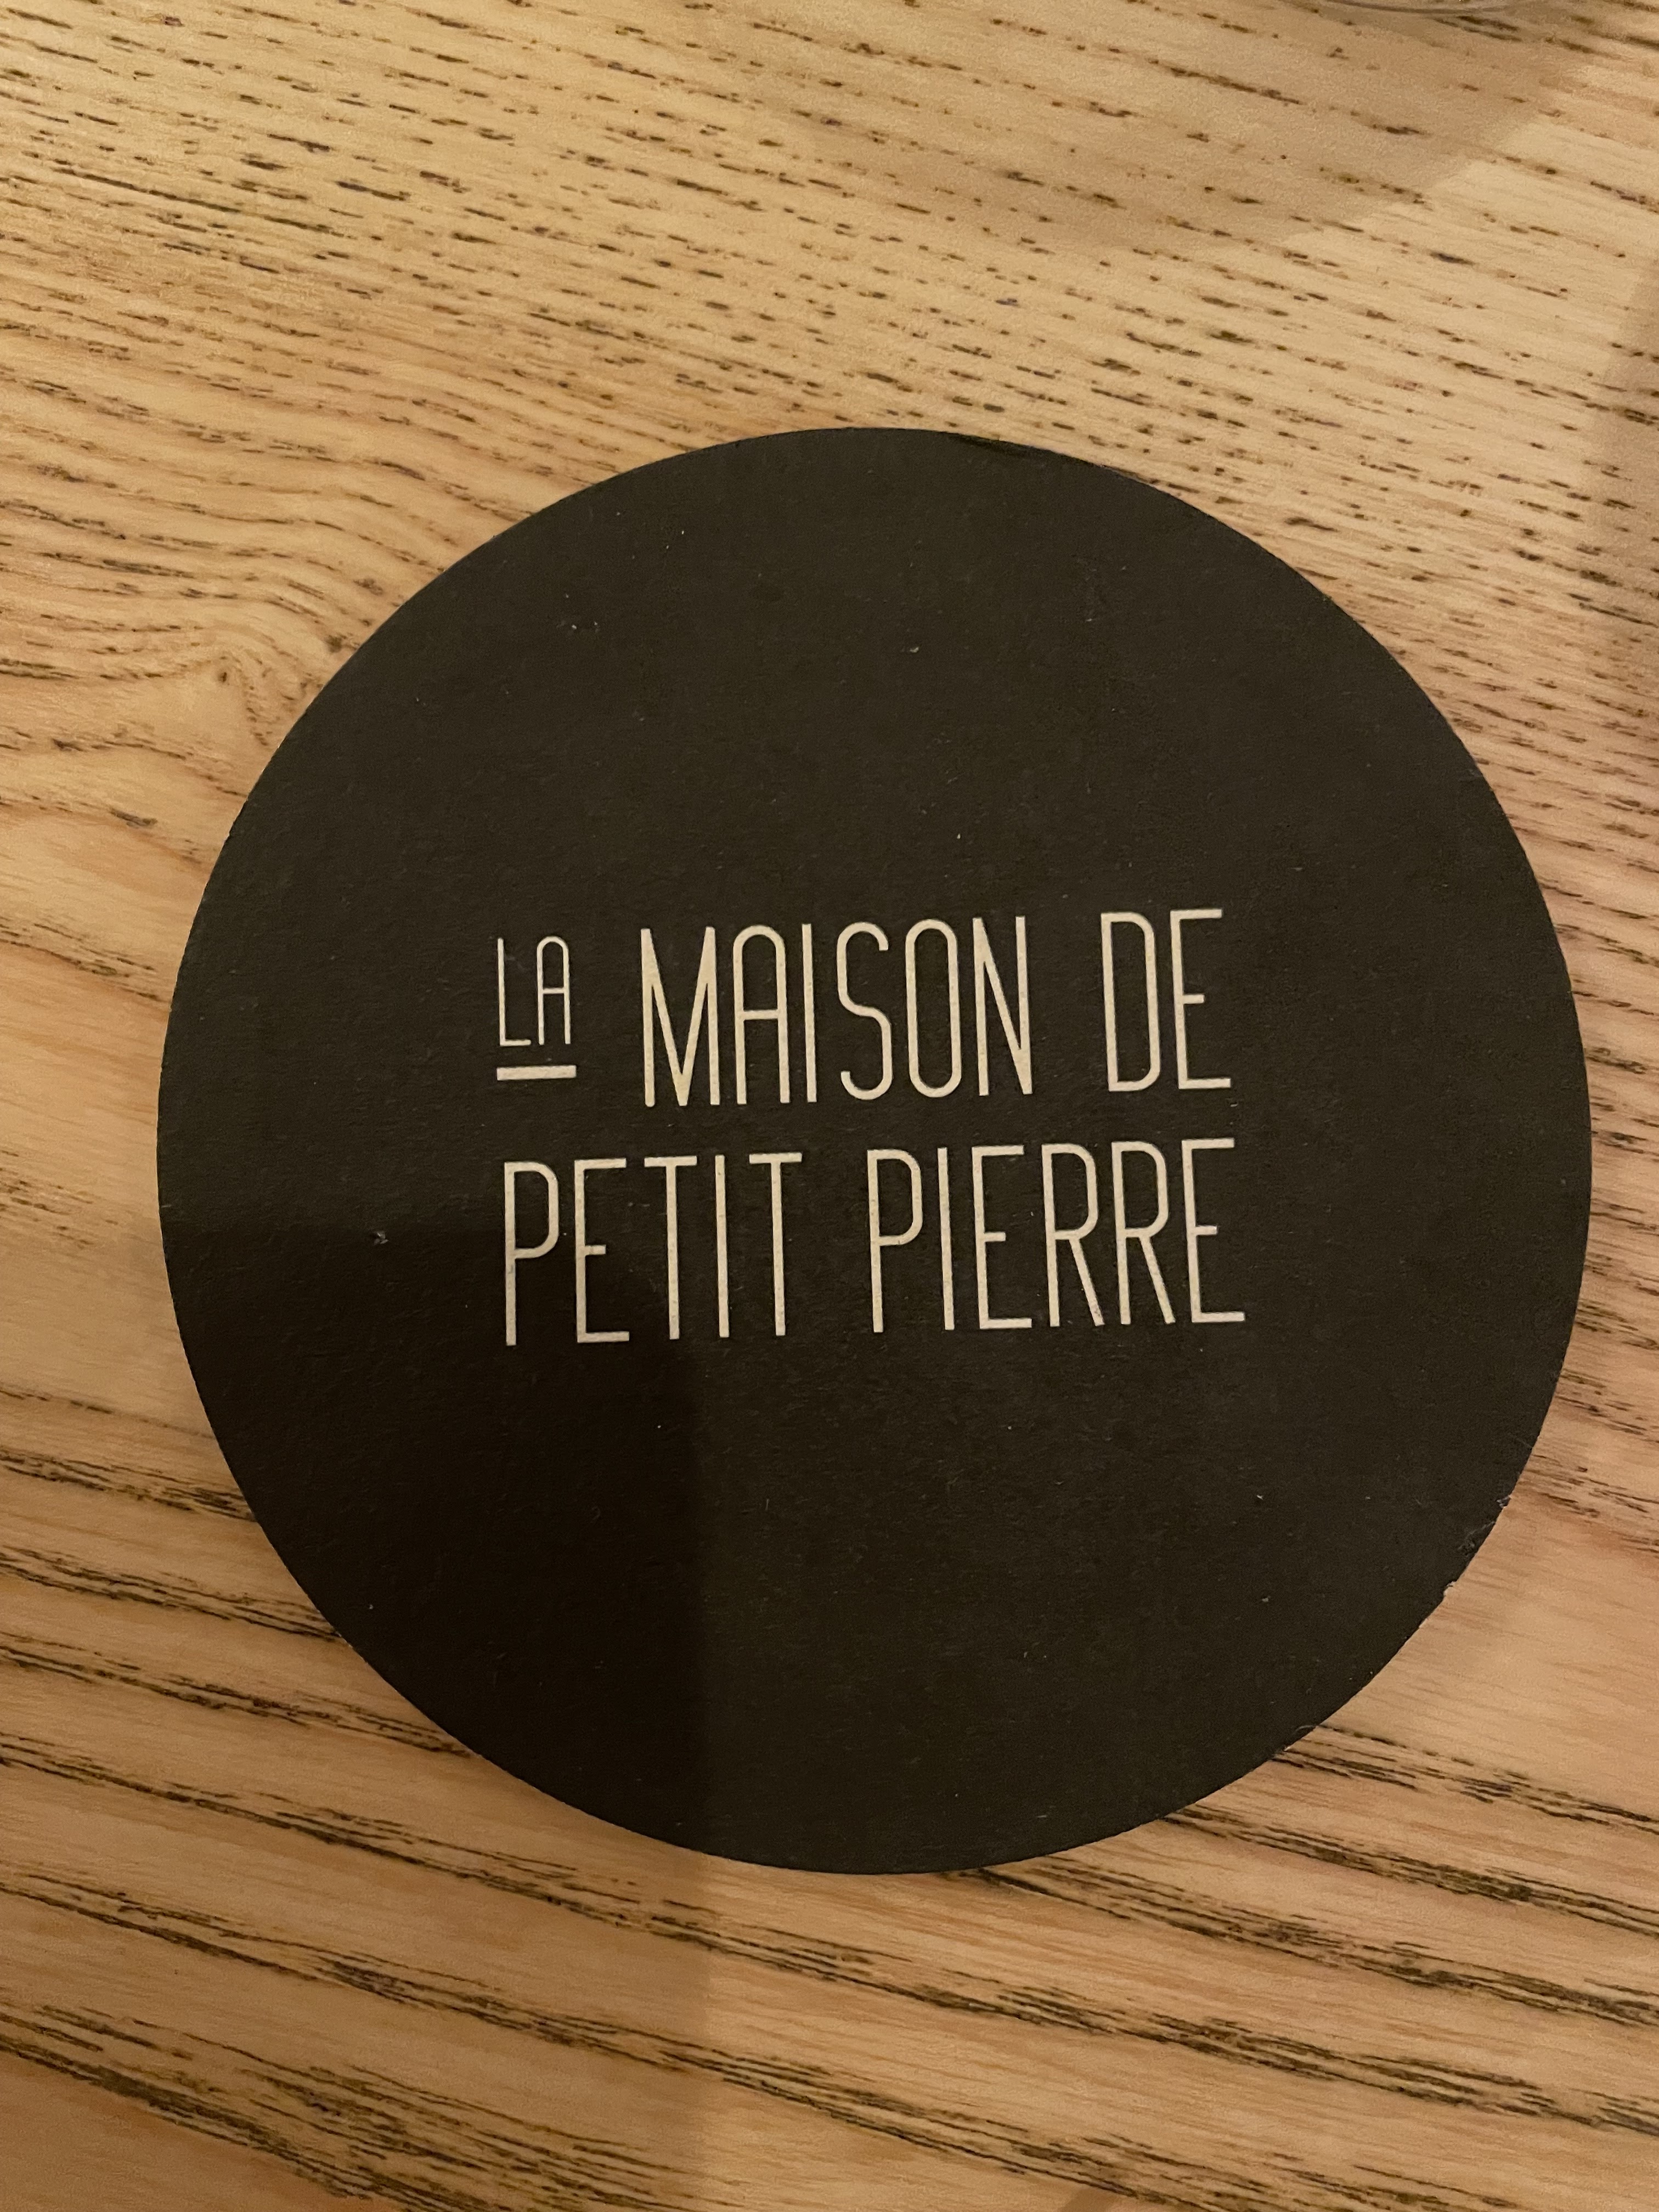 LA MAISON DE
PETIT PIERRE